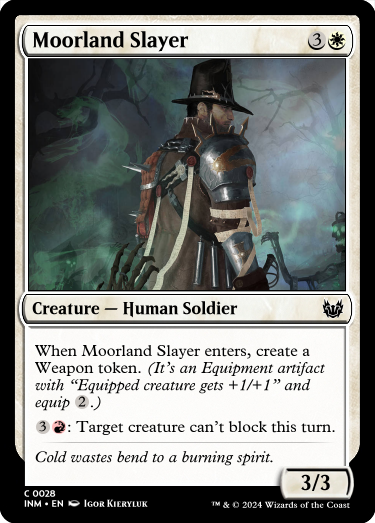 Moorland Slayer 3
Creature — Human Soldier
When Moorland Slayer enters, create a
Weapon token. (It's an Equipment artifact
with “Equipped creature gets +1/+1” and
equip 2.)
3: Target creature can't block this turn.
Cold wastes bend to a burning spirit.
3/3
C 0028
INM • EN Igor Kieryluk
™ & © 2024 Wizards of the Coast